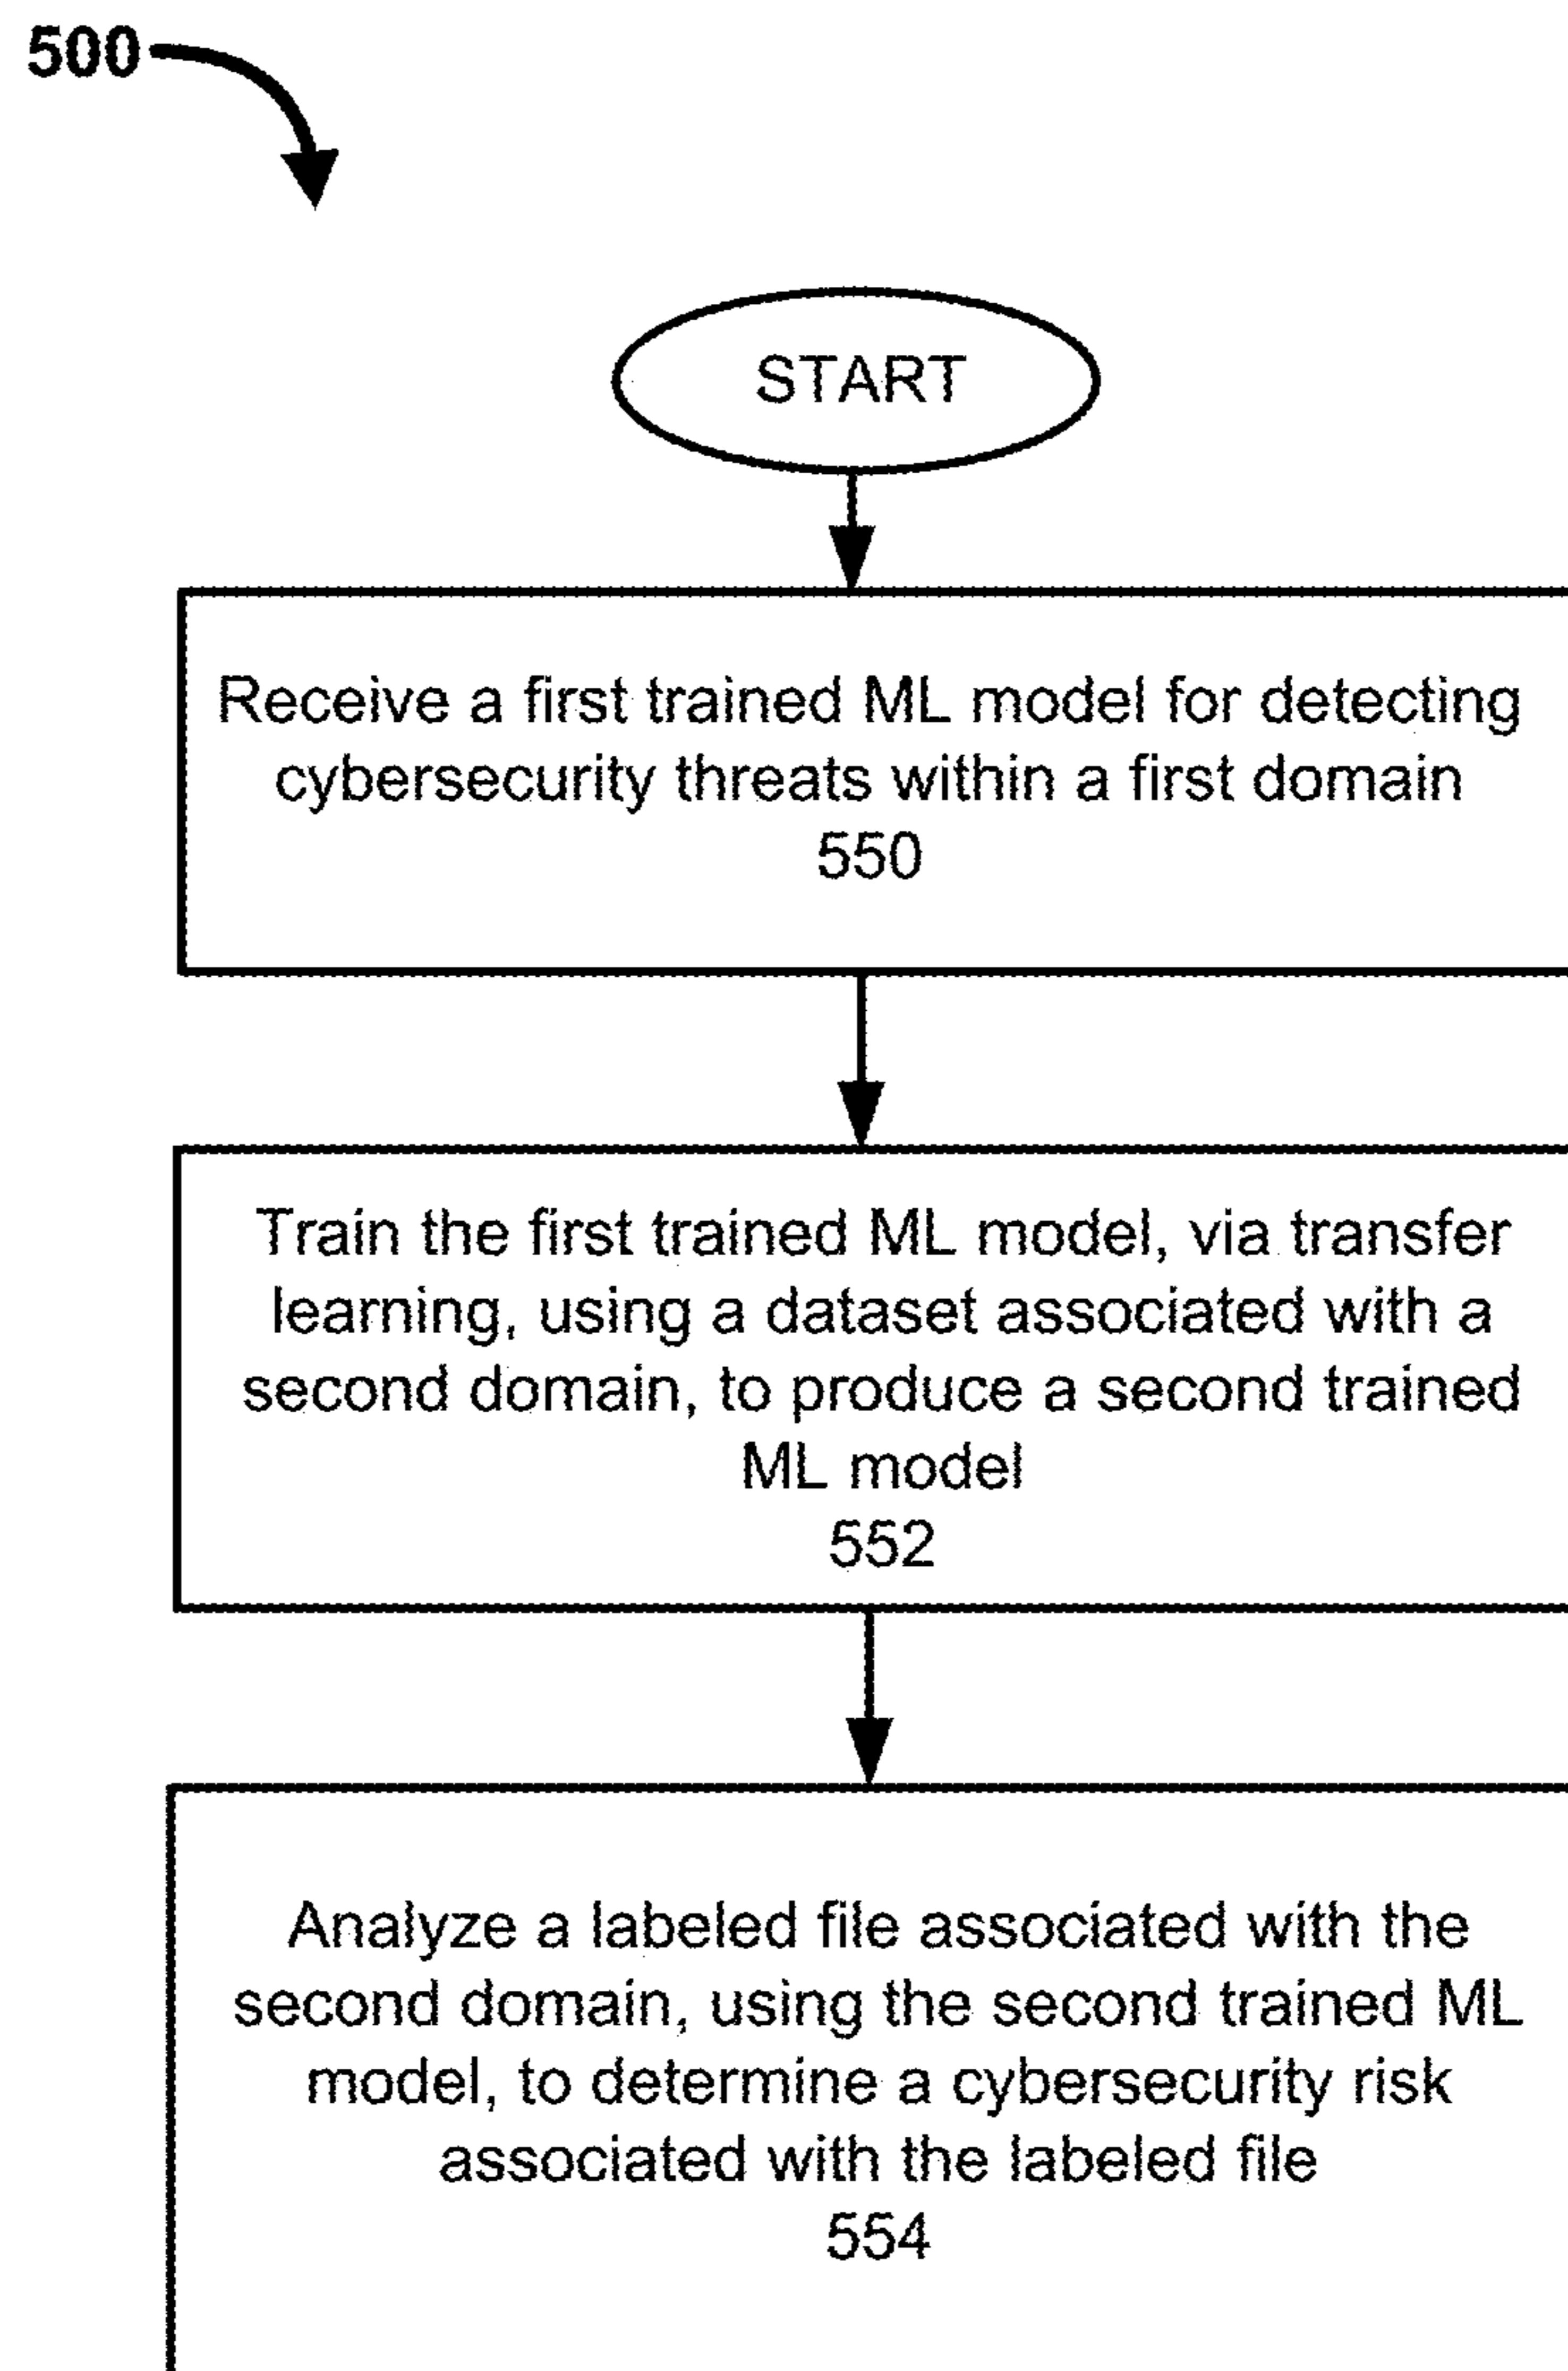 500
START
Receive a first trained ML model for detecting
cybersecurity threats within a first domain
550
Train the first trained ML model, via transfer
learning, using a dataset associated with a
second domain, to produce a second trained
ML model
552
Analyze a labeled file associated with the
second domain, using the second trained ML
model, to determine a cybersecurity risk
associated with the labeled file
554